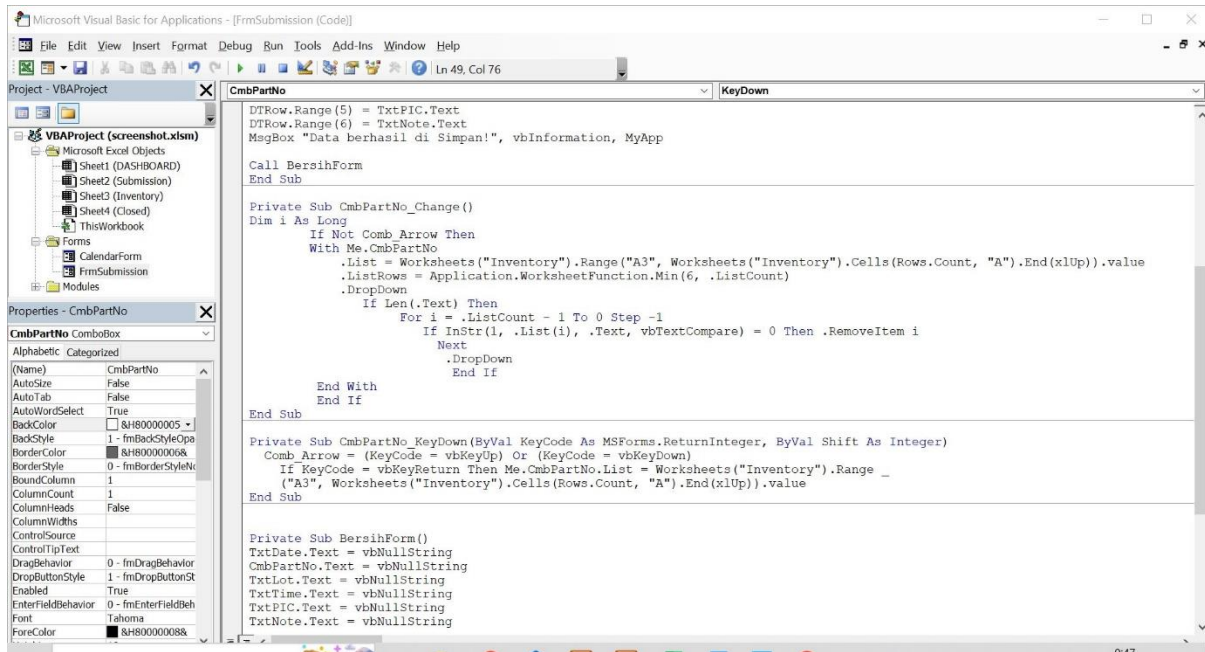 Microsoft Visual Basic for Applications - [FrmSubmission (Code)]
File Edit View Insert Format Debug Run Tools Add-Ins Window Help
Ln 49, Col 76
Project - VBAProject
VBAProject (screenshot.xlsm)
Microsoft Excel Objects
Sheet1 (DASHBOARD)
Sheet2 (Submission)
Sheet3 (Inventory)
Sheet4 (Closed)
ThisWorkbook
Forms
CalendarForm
FrmSubmission
Modules
Properties - CmbPartNo
CmbPartNo ComboBox
Alphabetic Categorized
(Name) CmbPartNo
AutoSize False
AutoTab False
AutoWordSelect True
BackColor &H80000005
BackStyle 1 - fmBackStyleOpa
BorderColor &H80000006&
BorderStyle 0 - fmBorderStyleNo
BoundColumn 1
ColumnCount 1
ColumnHeads False
ColumnWidths
ControlSource
ControlTipText
DragBehavior 0 - fmDragBehavior
DropButtonStyle 1 - fmDropButtonSt
Enabled True
EnterFieldBehavior 0 - fmEnterFieldBeh
Font Tahoma
ForeColor &H80000008&
CmbPartNo KeyDown
DTRow.Range(5) = TxtPIC.Text
DTRow.Range(6) = TxtNote.Text
MsgBox "Data berhasil di Simpan!", vbInformation, MyApp
Call BersihForm
End Sub
Private Sub CmbPartNo_Change()
Dim i As Long
If Not Comb_Arrow Then
With Me.CmbPartNo
.List = Worksheets("Inventory").Range("A3", Worksheets("Inventory").Cells(Rows.Count, "A").End(xlUp)).value
.ListRows = Application.WorksheetFunction.Min(6, .ListCount)
.DropDown
If Len(.Text) Then
For i = .ListCount - 1 To 0 Step -1
If InStr(1, .List(i), .Text, vbTextCompare) = 0 Then .RemoveItem i
Next
.DropDown
End If
End With
End If
End Sub
Private Sub CmbPartNo_KeyDown(ByVal KeyCode As MSForms.ReturnInteger, ByVal Shift As Integer)
Comb_Arrow = (KeyCode = vbKeyUp) Or (KeyCode = vbKeyDown)
If KeyCode = vbKeyReturn Then Me.CmbPartNo.List = Worksheets("Inventory").Range _
("A3", Worksheets("Inventory").Cells(Rows.Count, "A").End(xlUp)).value
End Sub
Private Sub BersihForm()
TxtDate.Text = vbNullString
CmbPartNo.Text = vbNullString
TxtLot.Text = vbNullString
TxtTime.Text = vbNullString
TxtPIC.Text = vbNullString
TxtNote.Text = vbNullString